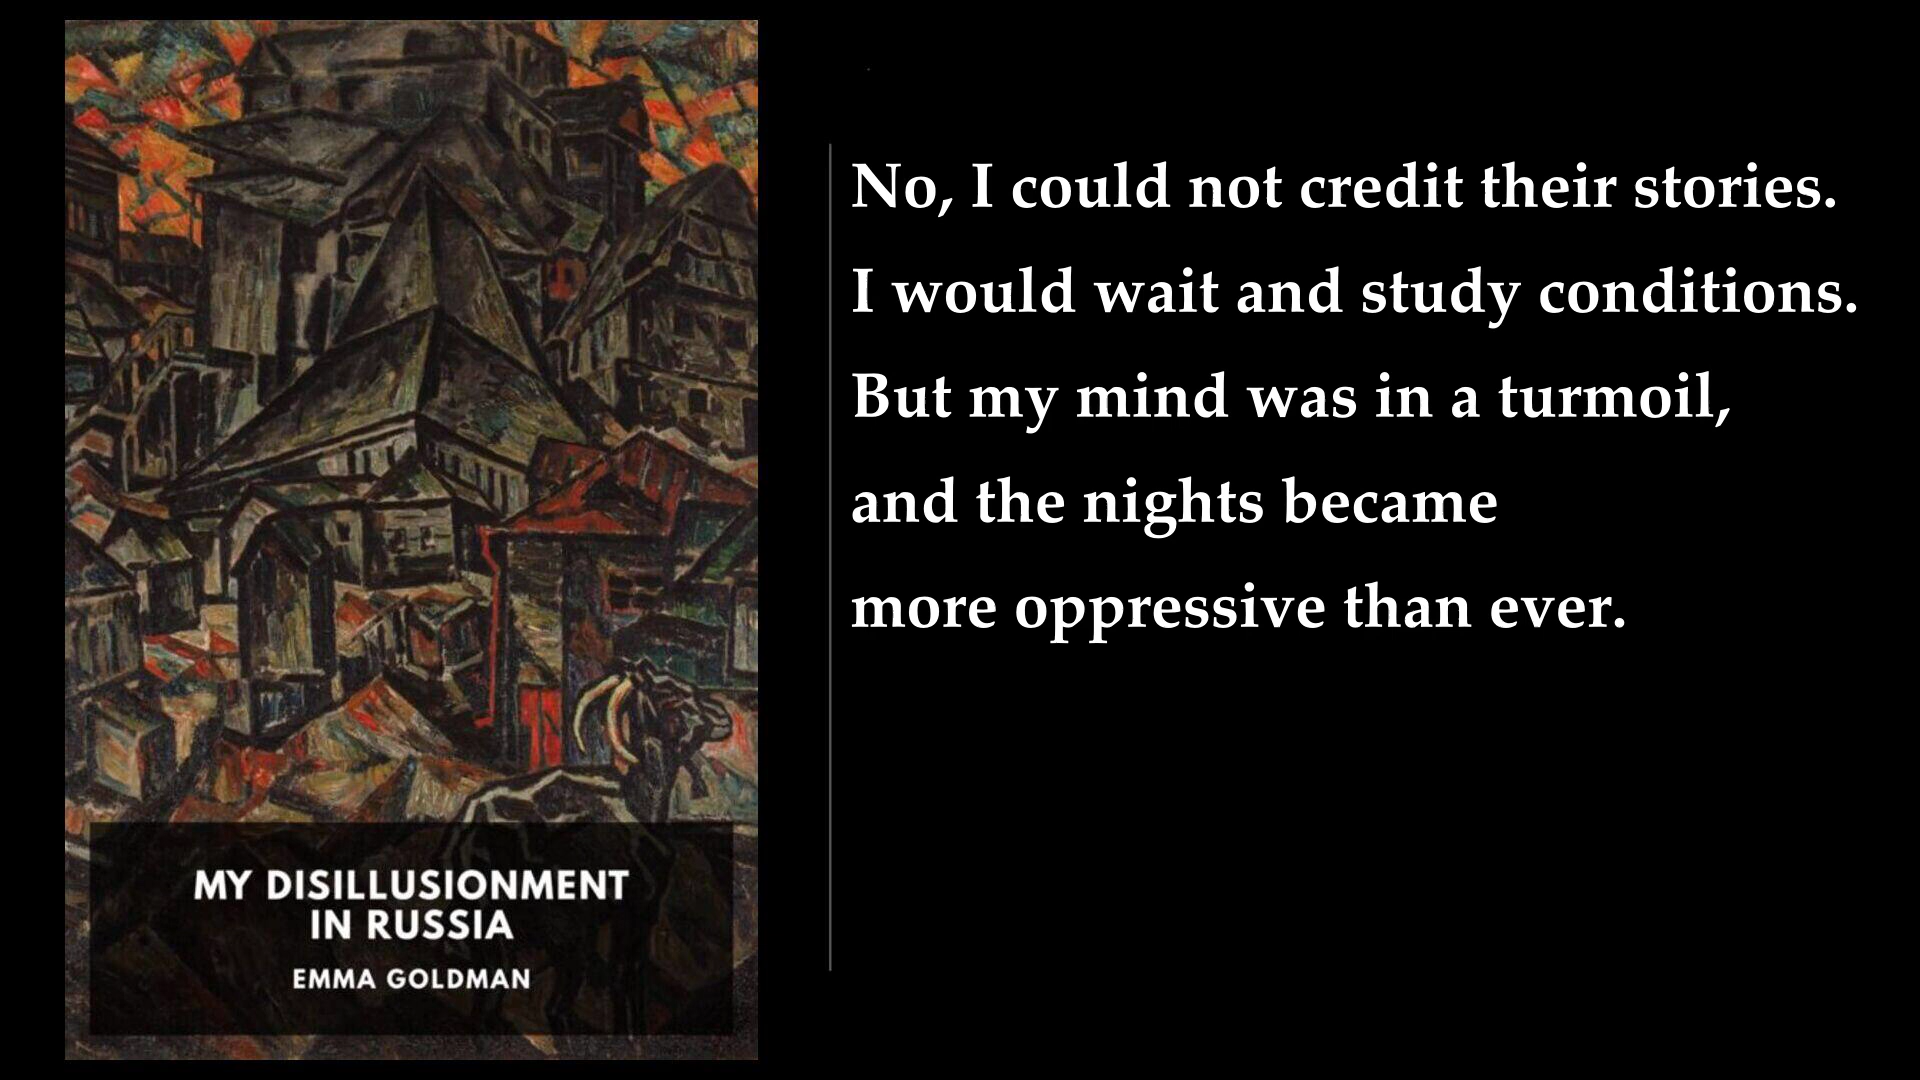 MY DISILLUSIONMENT
IN RUSSIA
EMMA GOLDMAN
No, I could not credit their stories.
I would wait and study conditions.
But my mind was in a turmoil,
and the nights became
more oppressive than ever.